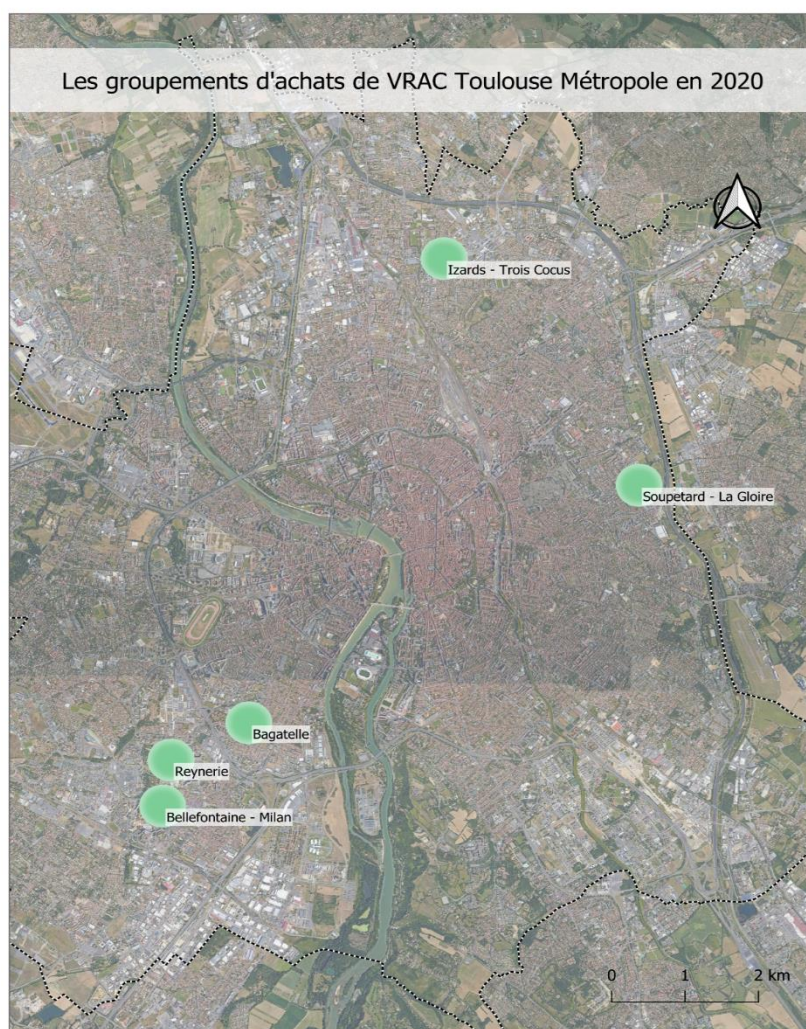 Les groupements d'achats de VRAC Toulouse Métropole en 2020
Izards - Trois Cocus
Soupetard - La Gloire
Bagatelle
Reynerie
Bellefontaine - Milan
0 1 2 km